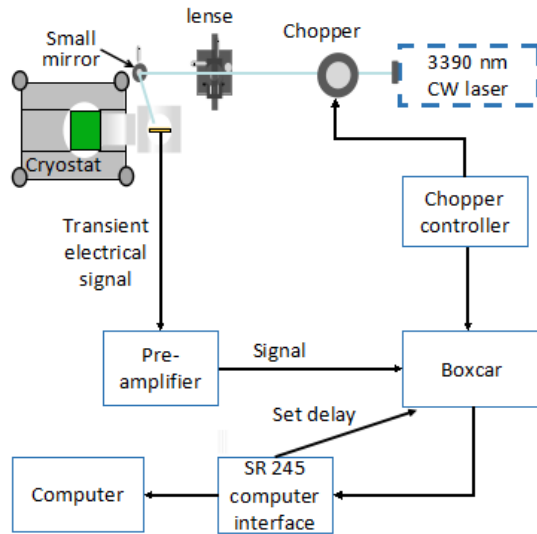 lense
Small
mirror
Chopper
3390 nm
CW laser
Cryostat
Transient
electrical
signal
Chopper
controller
Pre-
amplifier
Signal
Boxcar
Set delay
Computer
SR 245
computer
interface